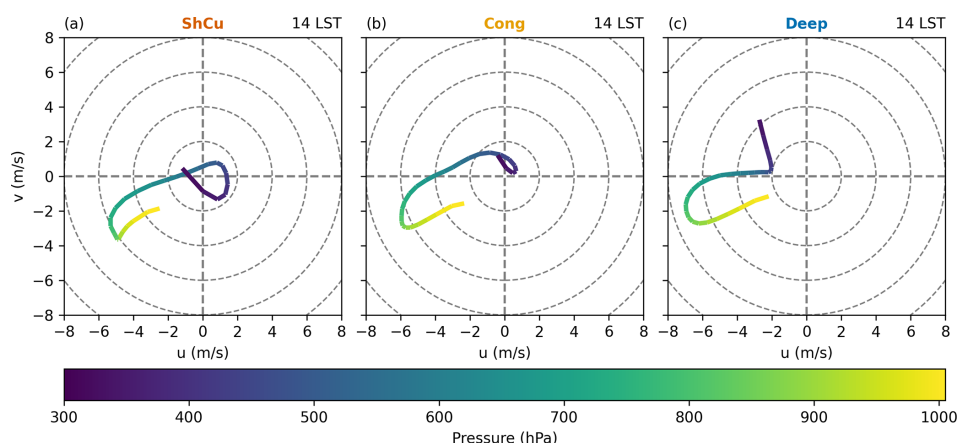 (a) ShCu 14 LST
(b) Cong 14 LST
(c) Deep 14 LST
8
6
4
2
0
−2
−4
−6
−8
v (m/s)
−8 −6 −4 −2 0 2 4 6 8
−8 −6 −4 −2 0 2 4 6 8
−8 −6 −4 −2 0 2 4 6 8
u (m/s)
u (m/s)
u (m/s)
300 400 500 600 700 800 900 1000
Pressure (hPa)